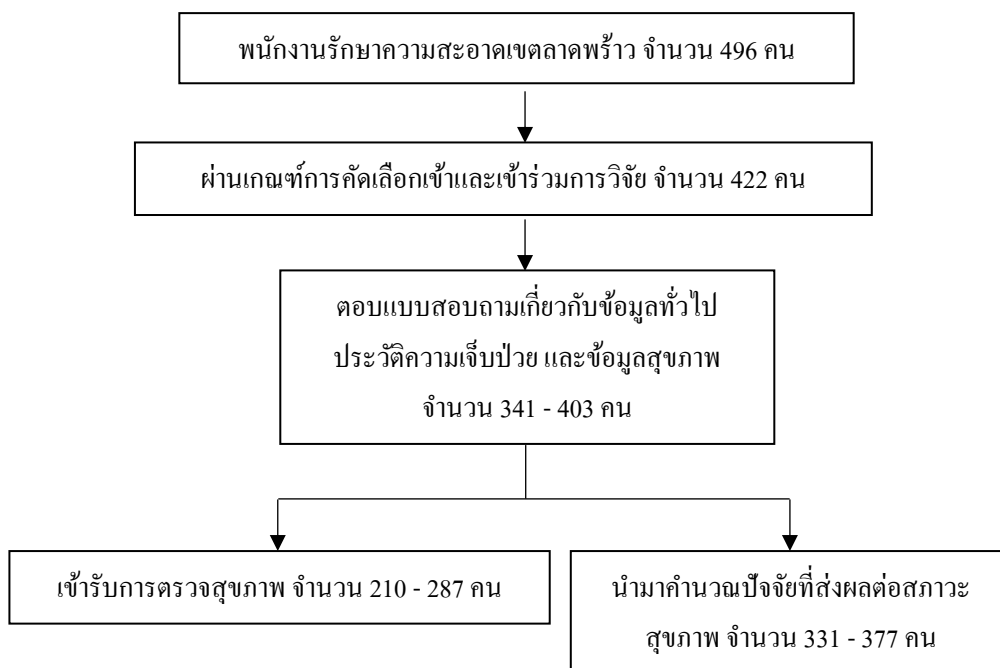 พนักงานรักษาความสะอาดเขตลาดพร้าว จำนวน 496 คน
ผ่านเกณฑ์การคัดเลือกเข้าและเข้าร่วมการวิจัย จำนวน 422 คน
ตอบแบบสอบถามเกี่ยวกับข้อมูลทั่วไป
ประวัติความเจ็บป่วย และข้อมูลสุขภาพ
จำนวน 341 - 403 คน
เข้ารับการตรวจสุขภาพ จำนวน 210 - 287 คน
นำมาคำนวณปัจจัยที่ส่งผลต่อสภาวะ
สุขภาพ จำนวน 331 - 377 คน